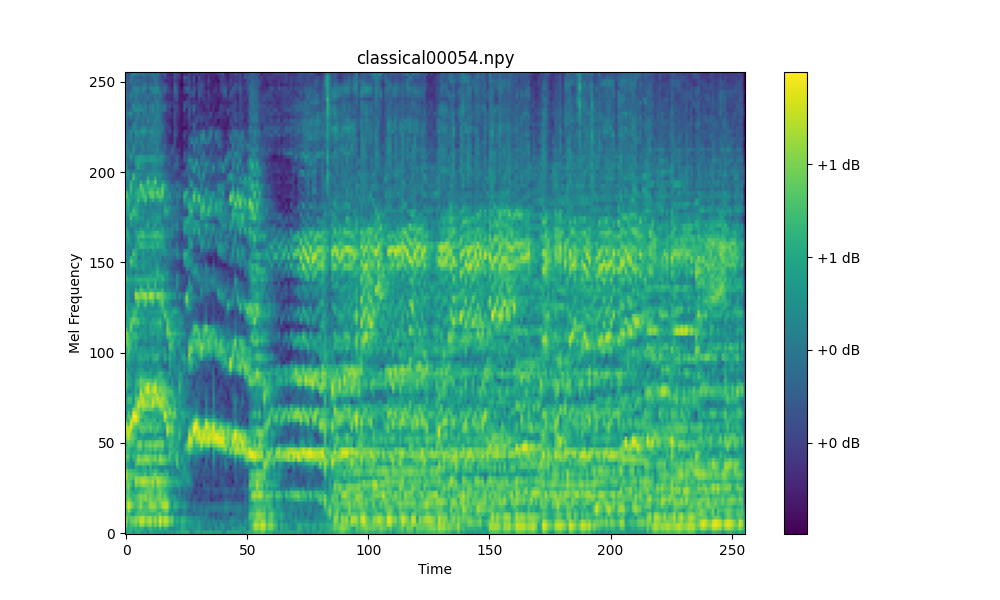 classical00054.npy
Mel Frequency
250
200
150
100
50
0
0 50 100 150 200 250
Time
+1 dB
+1 dB
+0 dB
+0 dB